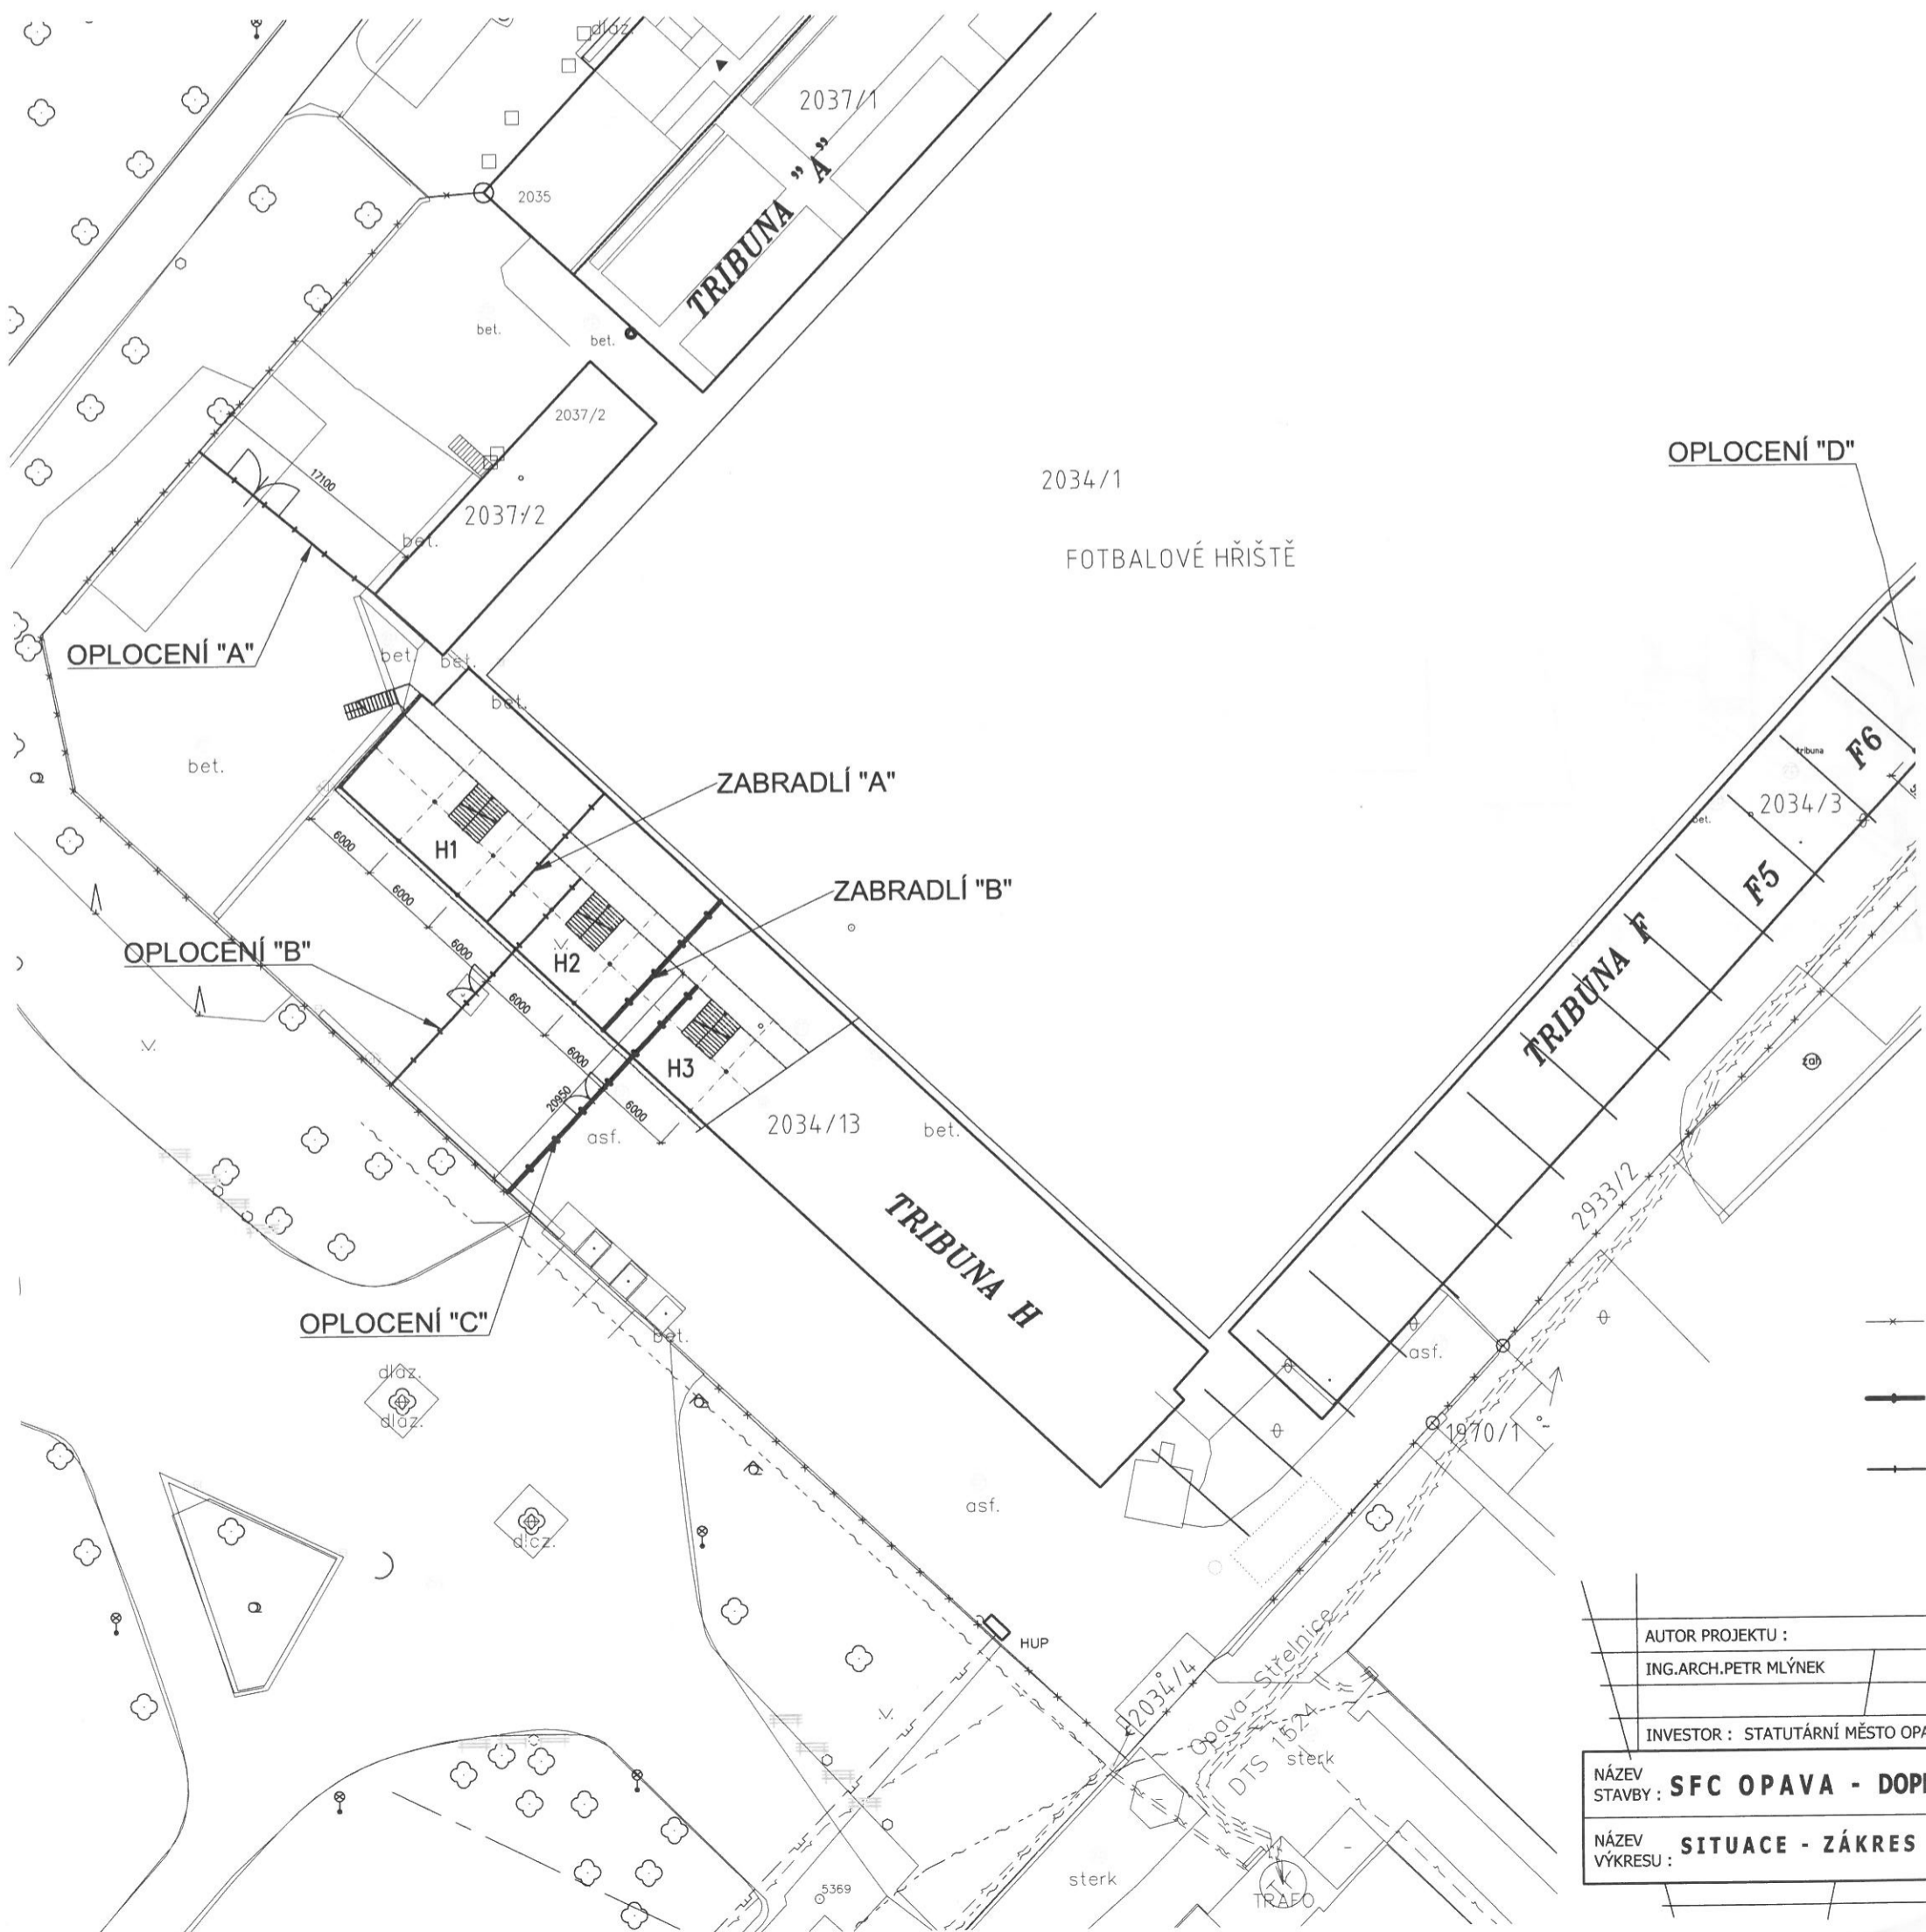 dlaz.
2037/1
2035
TRIBUNA "A"
bet.
bet.
2037/2
2034/1
OPLOCENÍ "D"
17100
2037/2
bet.
FOTBALOVÉ HŘIŠTĚ
OPLOCENÍ "A"
bet.
bet.
bet.
bet.
tribuna
F6
ZABRADLÍ "A"
2034/3
bet.
6000
H1
6000
F5
ZABRADLÍ "B"
OPLOCENÍ "B"
6000
H2
6000
TRIBUNA F
6000
H3
zah
20950
6000
2034/13
bet.
asf.
2933/2
TRIBUNA H
OPLOCENÍ "C"
bet.
asf.
dlaz.
dlaz.
1970/1
asf.
dlcz.
HUP
AUTOR PROJEKTU :
ING.ARCH.PETR MLÝNEK
2034/4
Opava-Střelnice
DTS 1524
sterk
INVESTOR : STATUTÁRNÍ MĚSTO OPA
NÁZEV
STAVBY : SFC OPAVA - DOP
NÁZEV
VÝKRESU : SITUACE - ZÁKRES
sterk
5369
TRAFO